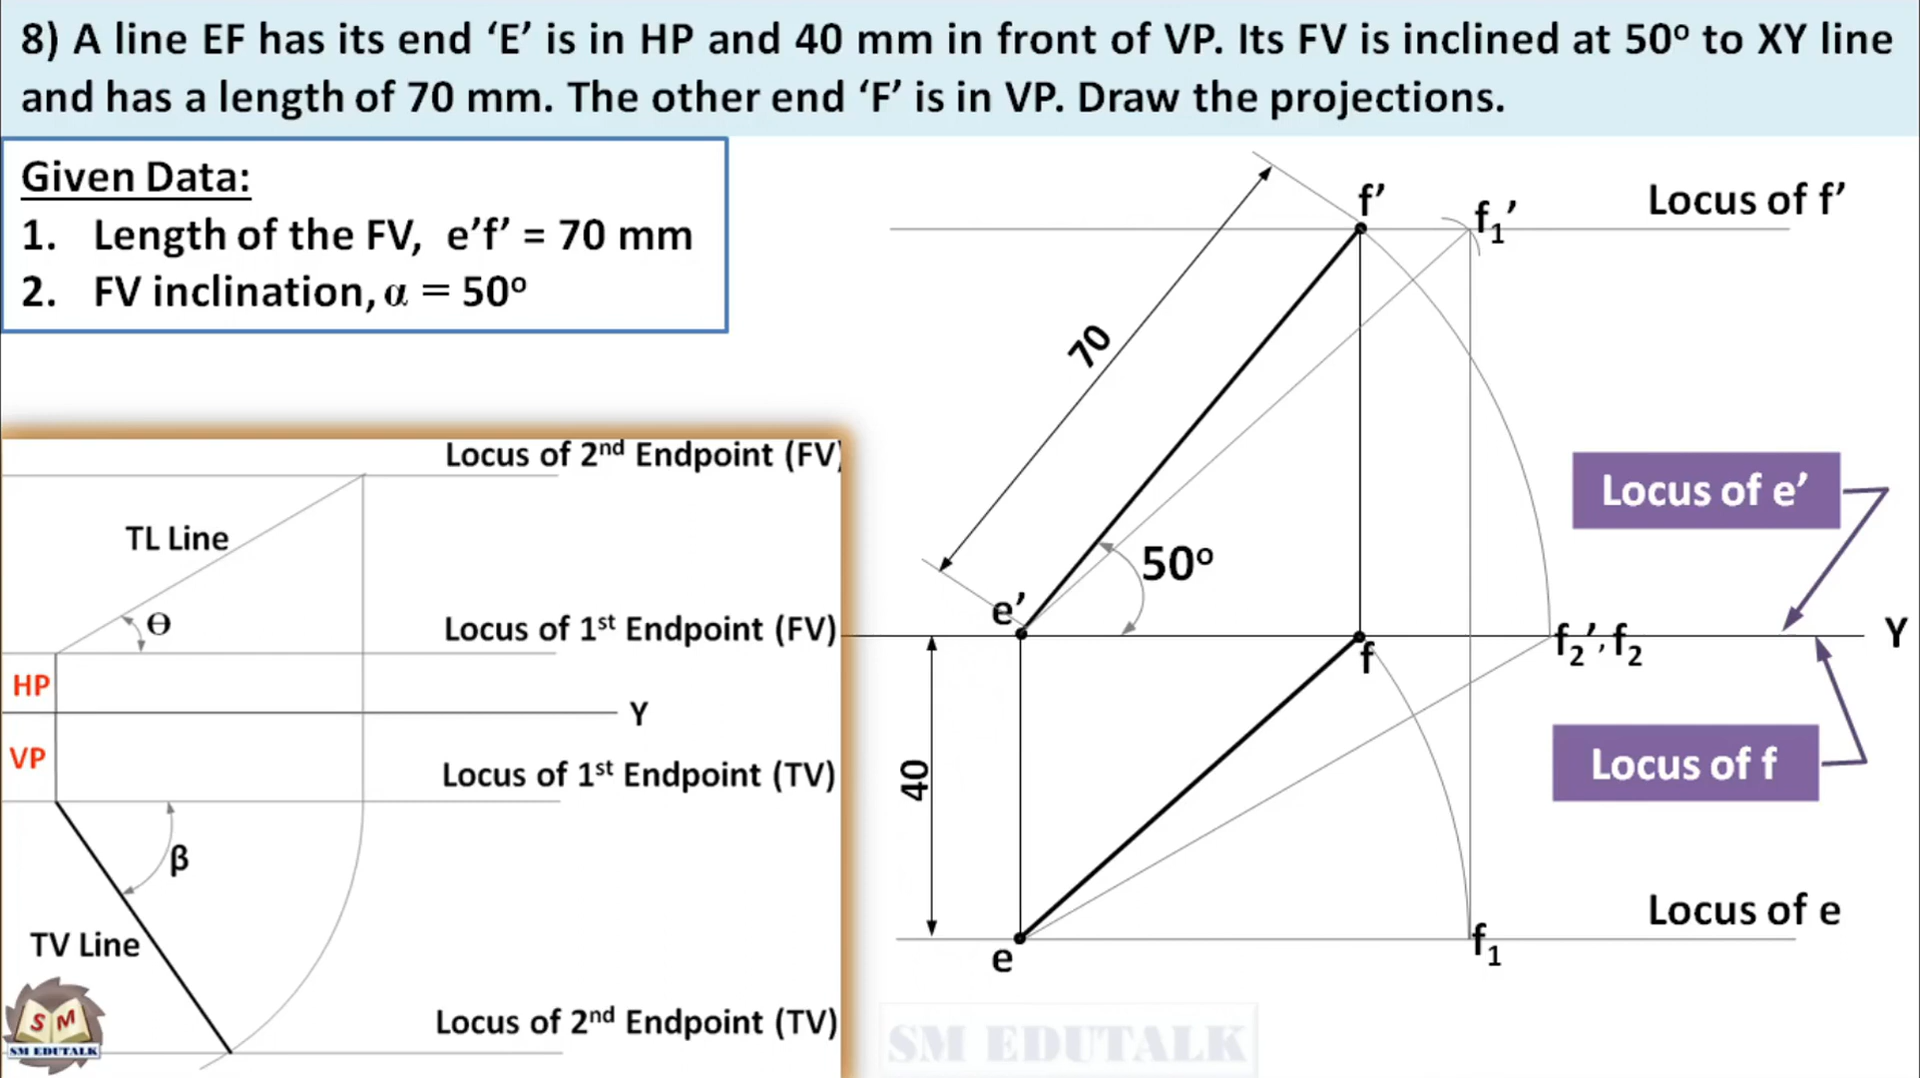 8) A line EF has its end ‘E’ is in HP and 40 mm in front of VP. Its FV is inclined at 50º to XY line
and has a length of 70 mm. The other end ‘F’ is in VP. Draw the projections.
Given Data:
1. Length of the FV, e’f’ = 70 mm
2. FV inclination, α = 50º
f’
f₁’
Locus of f’
70
50º
Locus of e’
e’
f
f₂’, f₂
Y
40
Locus of f
Locus of e
e
f₁
Locus of 2nd Endpoint (FV)
TL Line
Θ
Locus of 1st Endpoint (FV)
HP
Y
VP
Locus of 1st Endpoint (TV)
β
TV Line
Locus of 2nd Endpoint (TV)
S M
SM EDUTALK
SM EDUTALK